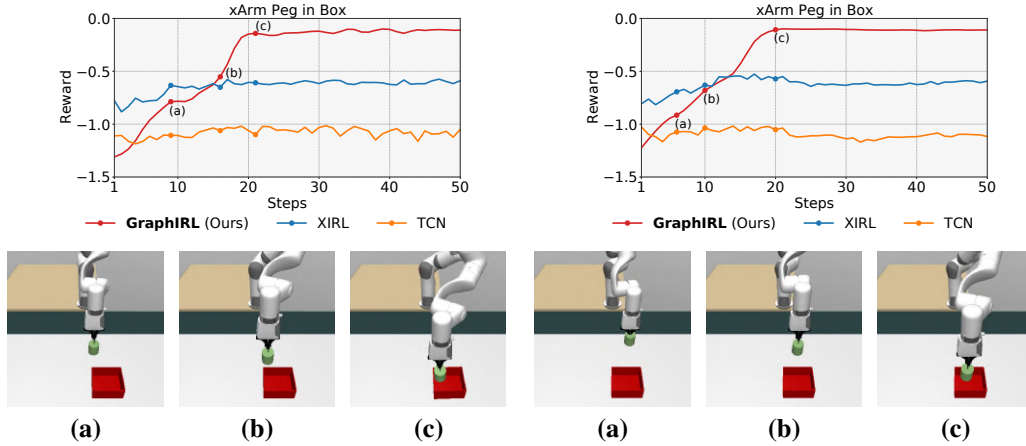 xArm Peg in Box
0.0
−0.5
−1.0
−1.5
Reward
(a)
(b)
(c)
1
10
20
30
40
50
Steps
GraphIRL (Ours)
XIRL
TCN
(a)
(b)
(c)
xArm Peg in Box
0.0
−0.5
−1.0
−1.5
Reward
(a)
(b)
(c)
1
10
20
30
40
50
Steps
GraphIRL (Ours)
XIRL
TCN
(a)
(b)
(c)